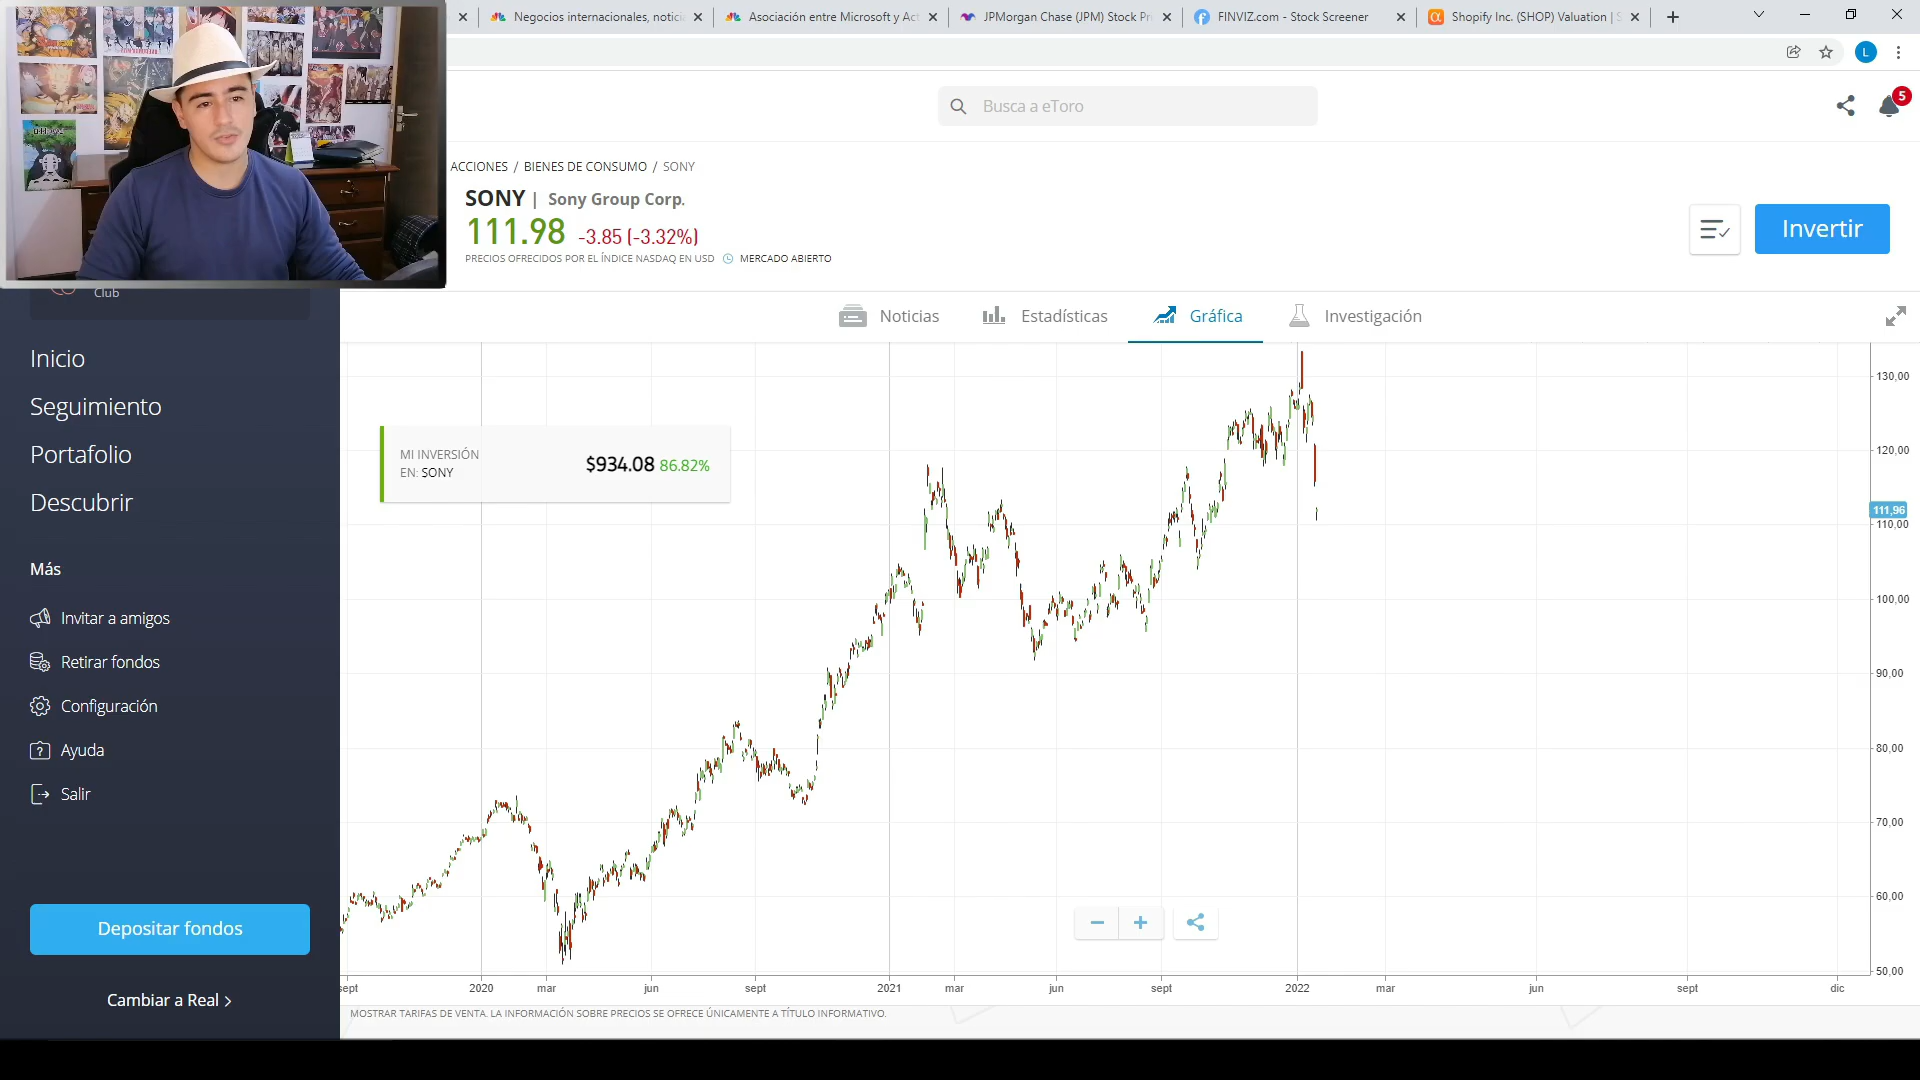 Negocios internacionales, notici
Asociación entre Microsoft y Act
JPMorgan Chase (JPM) Stock Pr
FINVIZ.com - Stock Screener
Shopify Inc. (SHOP) Valuation | S
L
Busca a eToro
5
ACCIONES / BIENES DE CONSUMO / SONY
SONY | Sony Group Corp.
111.98 -3.85 (-3.32%)
PRECIOS OFRECIDOS POR EL ÍNDICE NASDAQ EN USD MERCADO ABIERTO
Invertir
Club
Noticias
Estadísticas
Gráfica
Investigación
Inicio
Seguimiento
Portafolio
Descubrir
Más
Invitar a amigos
Retirar fondos
Configuración
Ayuda
Salir
Depositar fondos
Cambiar a Real >
MI INVERSIÓN
EN: SONY
$934.08 86.82%
130,00
120,00
111,96
110,00
100,00
90,00
80,00
70,00
60,00
50,00
sept 2020 mar jun sept 2021 mar jun sept 2022 mar jun sept dic
MOSTRAR TARIFAS DE VENTA. LA INFORMACIÓN SOBRE PRECIOS SE OFRECE ÚNICAMENTE A TÍTULO INFORMATIVO.